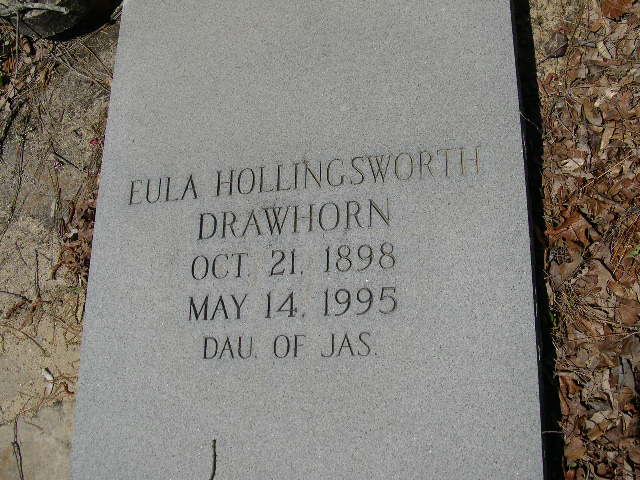 EULA HOLLINGSWORTH
DRAWHORN
OCT. 21. 1898
MAY 14. 1995
DAU. OF JAS.